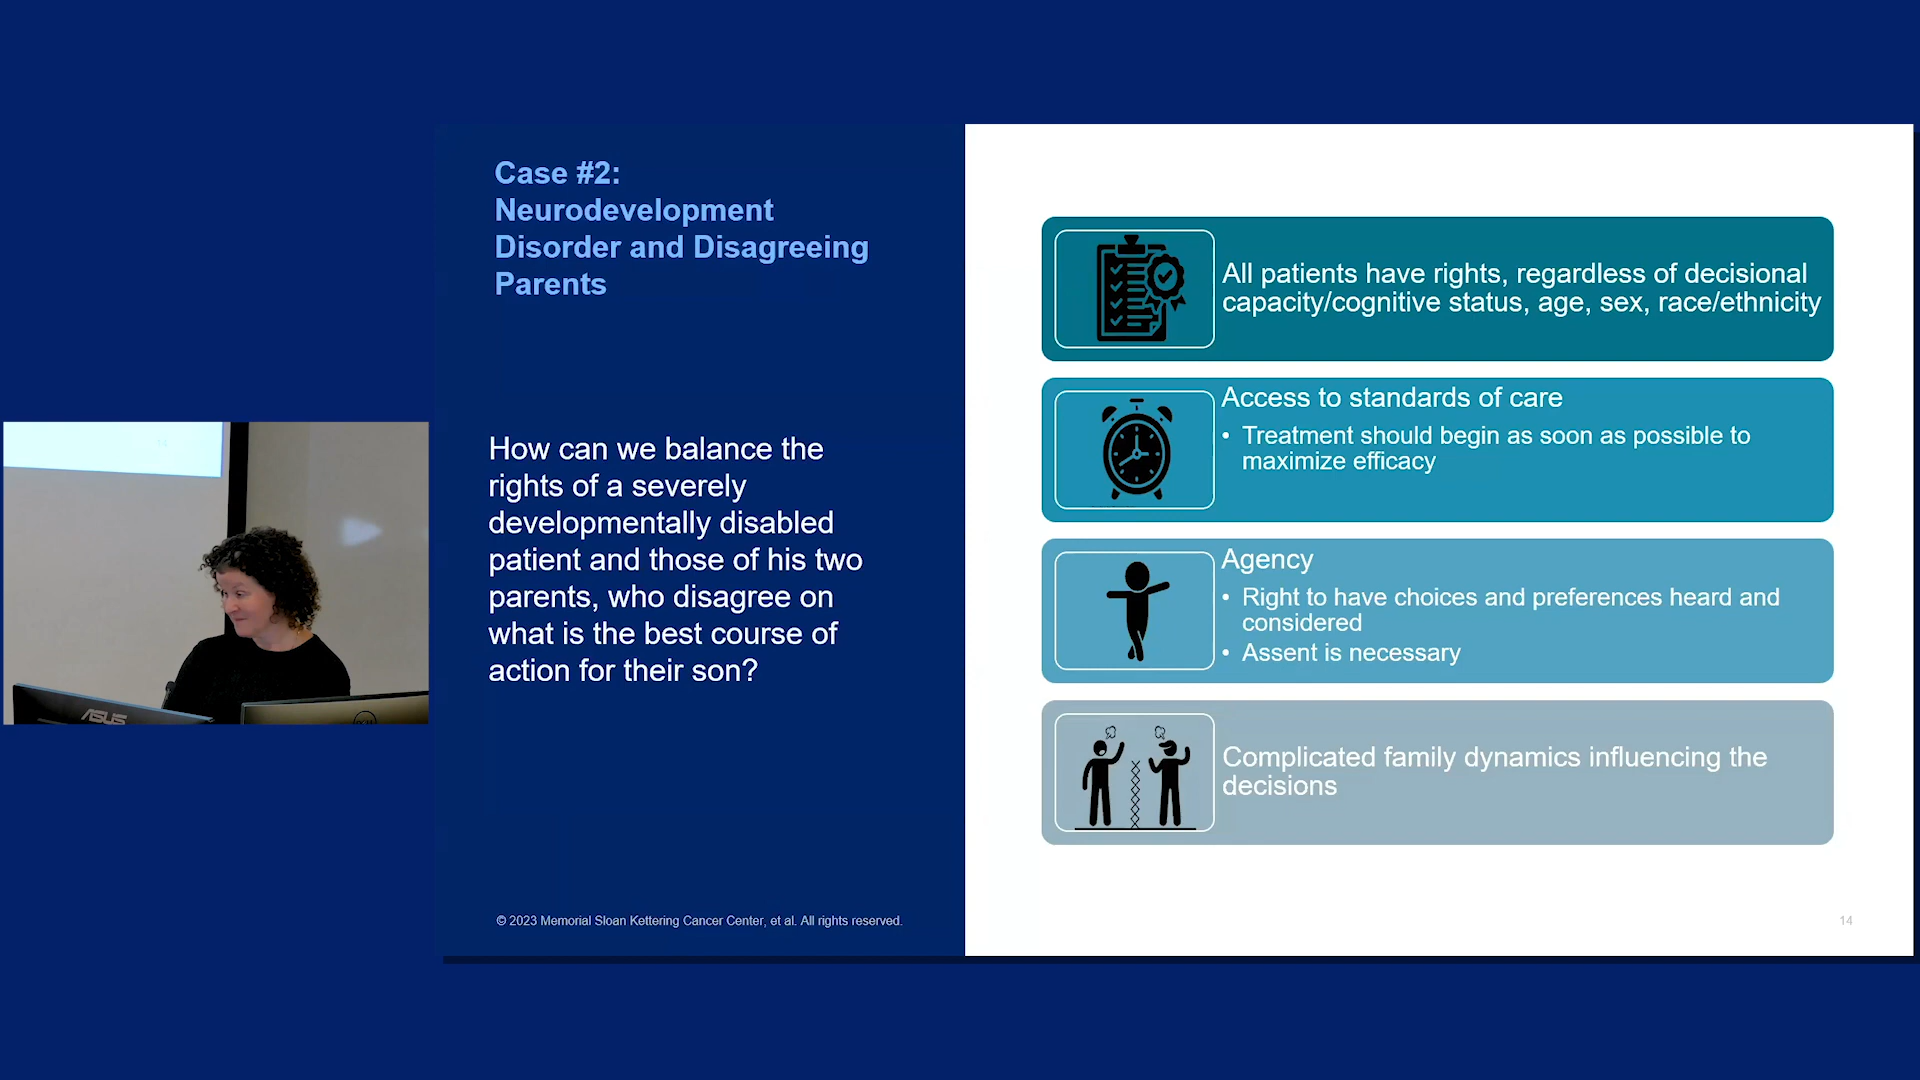 Case #2:
Neurodevelopment
Disorder and Disagreeing
Parents
How can we balance the
rights of a severely
developmentally disabled
patient and those of his two
parents, who disagree on
what is the best course of
action for their son?
© 2023 Memorial Sloan Kettering Cancer Center, et al. All rights reserved.
All patients have rights, regardless of decisional
capacity/cognitive status, age, sex, race/ethnicity
Access to standards of care
• Treatment should begin as soon as possible to
maximize efficacy
Agency
• Right to have choices and preferences heard and
considered
• Assent is necessary
Complicated family dynamics influencing the
decisions
14
ASUS